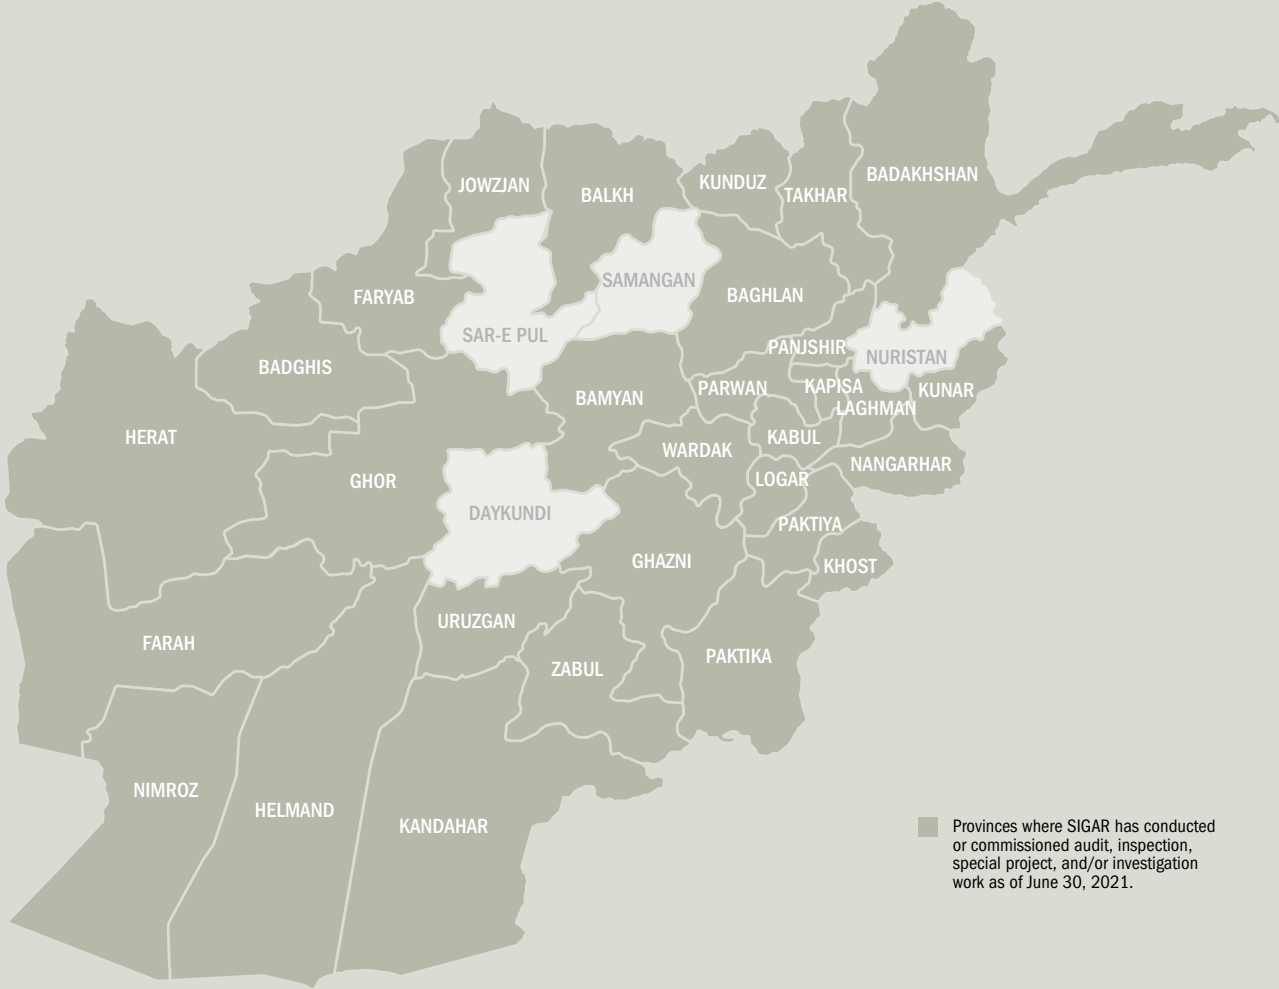 BADAKHSHAN
JOWZJAN
BALKH
KUNDUZ
TAKHAR
FARYAB
SAMANGAN
BAGHLAN
SAR-E PUL
PANJSHIR
NURISTAN
BADGHIS
BAMYAN
PARWAN
KAPISA
KUNAR
LAGHMAN
HERAT
WARDAK
KABUL
NANGARHAR
GHOR
LOGAR
DAYKUNDI
PAKTIYA
GHAZNI
KHOST
URUZGAN
FARAH
ZABUL
PAKTIKA
NIMROZ
HELMAND
KANDAHAR
Provinces where SIGAR has conducted
or commissioned audit, inspection,
special project, and/or investigation
work as of June 30, 2021.